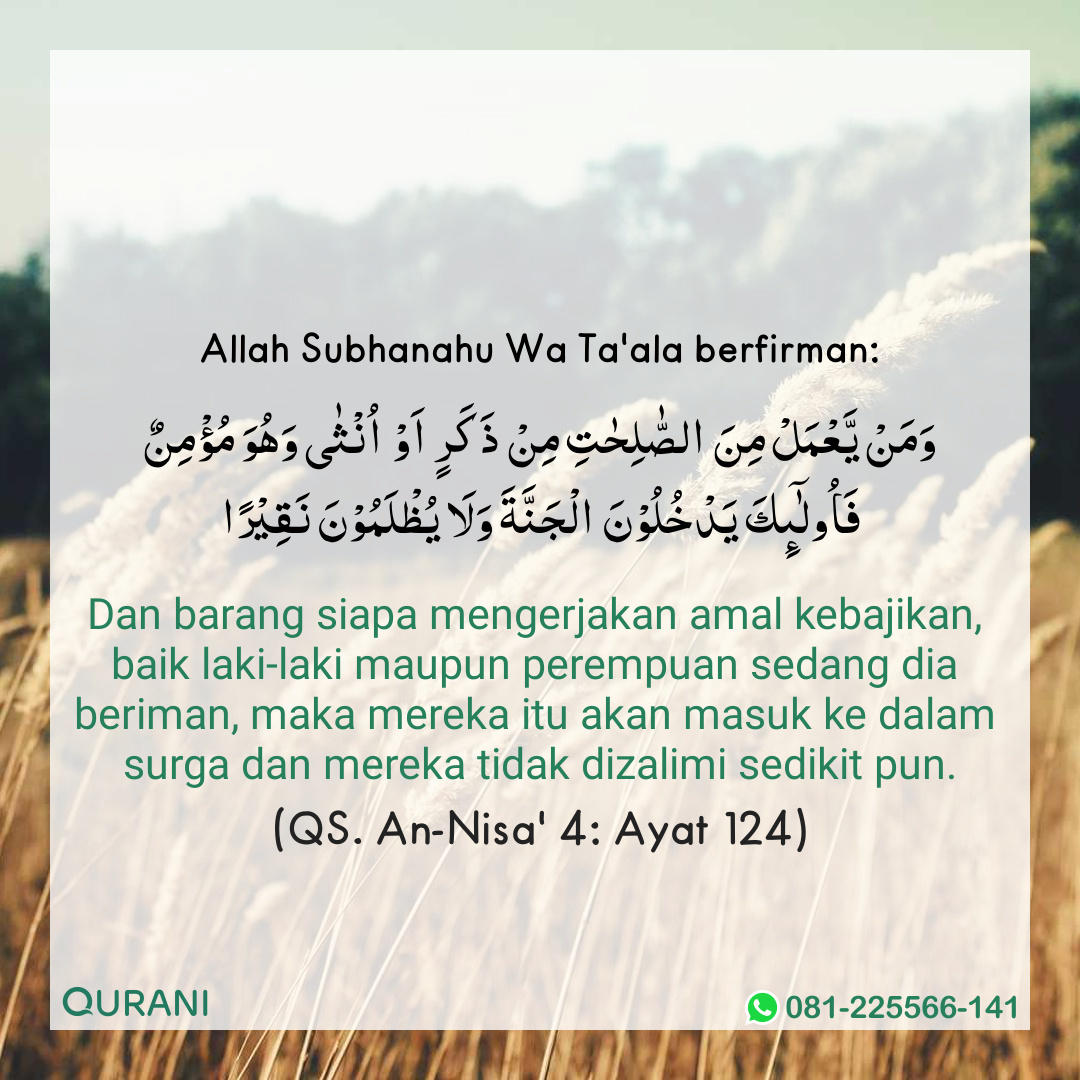 Allah Subhanahu Wa Ta'ala berfirman:
وَمَنْ يَّعْمَلْ مِنَ الصّٰلِحٰتِ مِنْ ذَكَرٍ اَوْ اُنْثٰى وَهُوَ مُؤْمِنٌ
فَاُولٰٓئِكَ يَدْخُلُوْنَ الْجَنَّةَ وَلَا يُظْلَمُوْنَ نَقِيْرًا
Dan barang siapa mengerjakan amal kebajikan,
baik laki-laki maupun perempuan sedang dia
beriman, maka mereka itu akan masuk ke dalam
surga dan mereka tidak dizalimi sedikit pun.
(QS. An-Nisa' 4: Ayat 124)
QURANI
081-225566-141